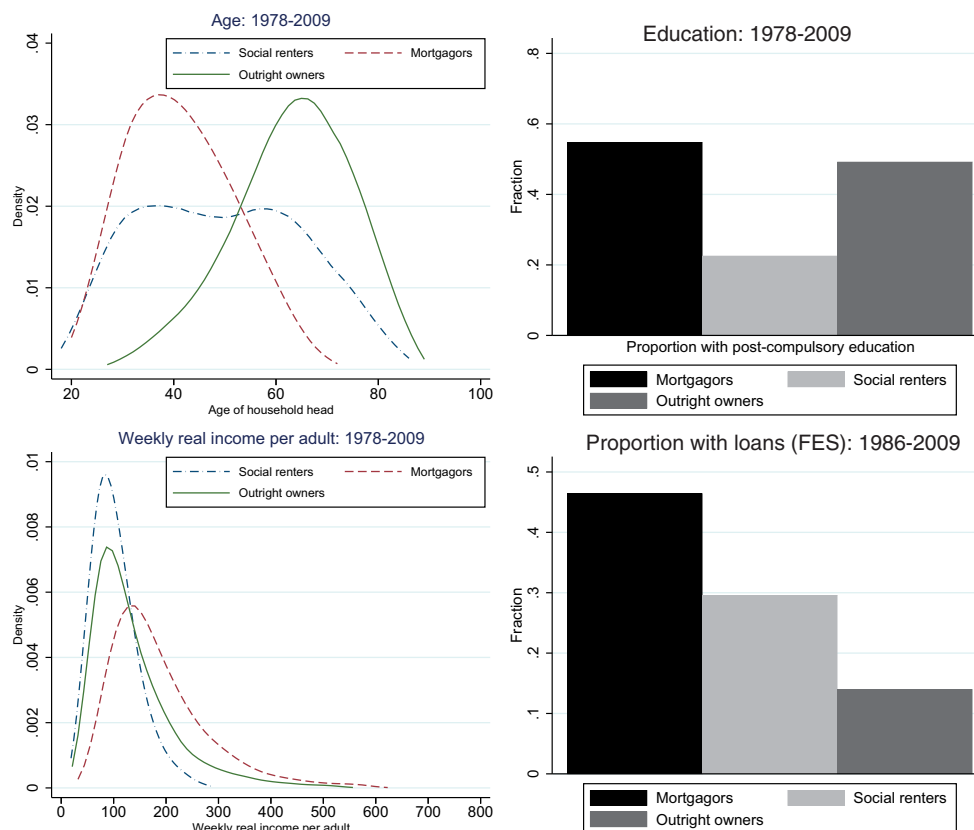 Age: 1978-2009
.04
.03
.02
.01
0
Density
Social renters
Mortgagors
Outright owners
20 40 60 80 100
Age of household head
Education: 1978-2009
.8
.6
.4
.2
0
Fraction
Proportion with post-compulsory education
Mortgagors
Social renters
Outright owners
Weekly real income per adult: 1978-2009
.01
.008
.006
.004
.002
0
Density
Social renters
Mortgagors
Outright owners
0 100 200 300 400 500 600 700 800
Weekly real income per adult
Proportion with loans (FES): 1986-2009
.5
.4
.3
.2
.1
0
Fraction
Mortgagors
Social renters
Outright owners